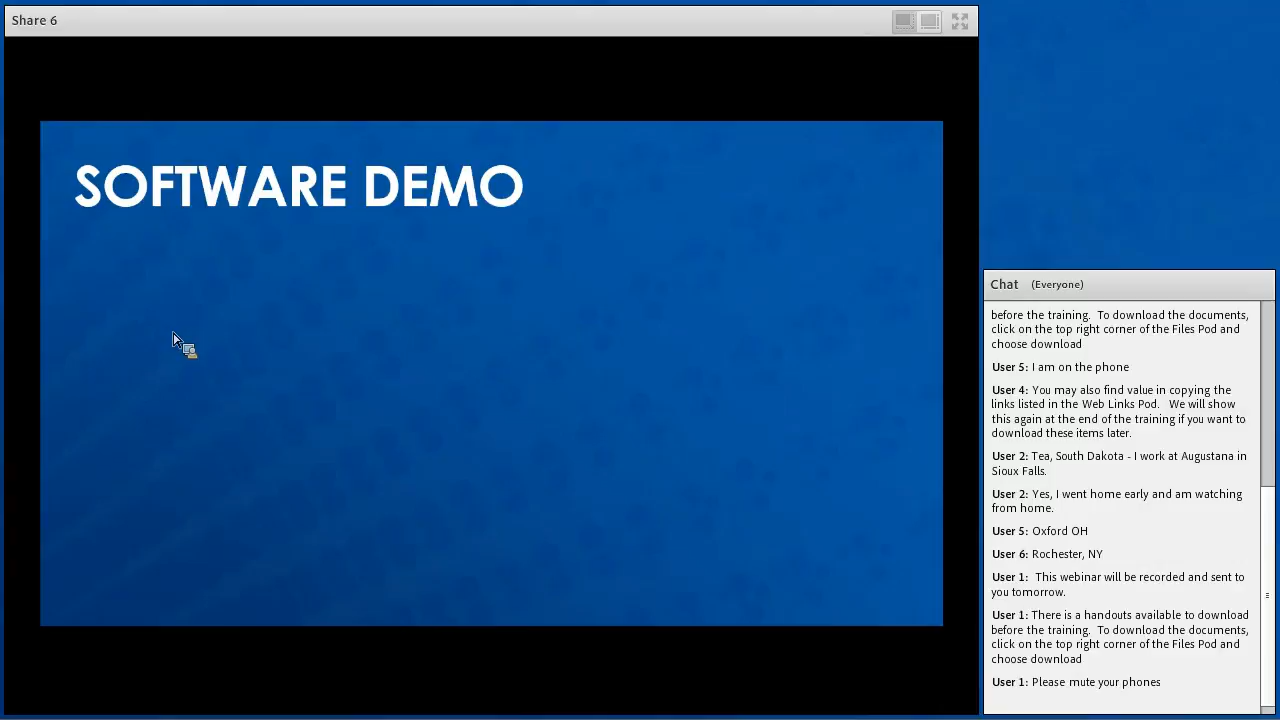 Share 6
SOFTWARE DEMO
Chat (Everyone)
before the training. To download the documents,
click on the top right corner of the Files Pod and
choose download
User 5: I am on the phone
User 4: You may also find value in copying the
links listed in the Web Links Pod. We will show
this again at the end of the training if you want to
download these items later.
User 2: Tea, South Dakota - I work at Augustana in
Sioux Falls.
User 2: Yes, I went home early and am watching
from home.
User 5: Oxford OH
User 6: Rochester, NY
User 1: This webinar will be recorded and sent to
you tomorrow.
User 1: There is a handouts available to download
before the training. To download the documents,
click on the top right corner of the Files Pod and
choose download
User 1: Please mute your phones